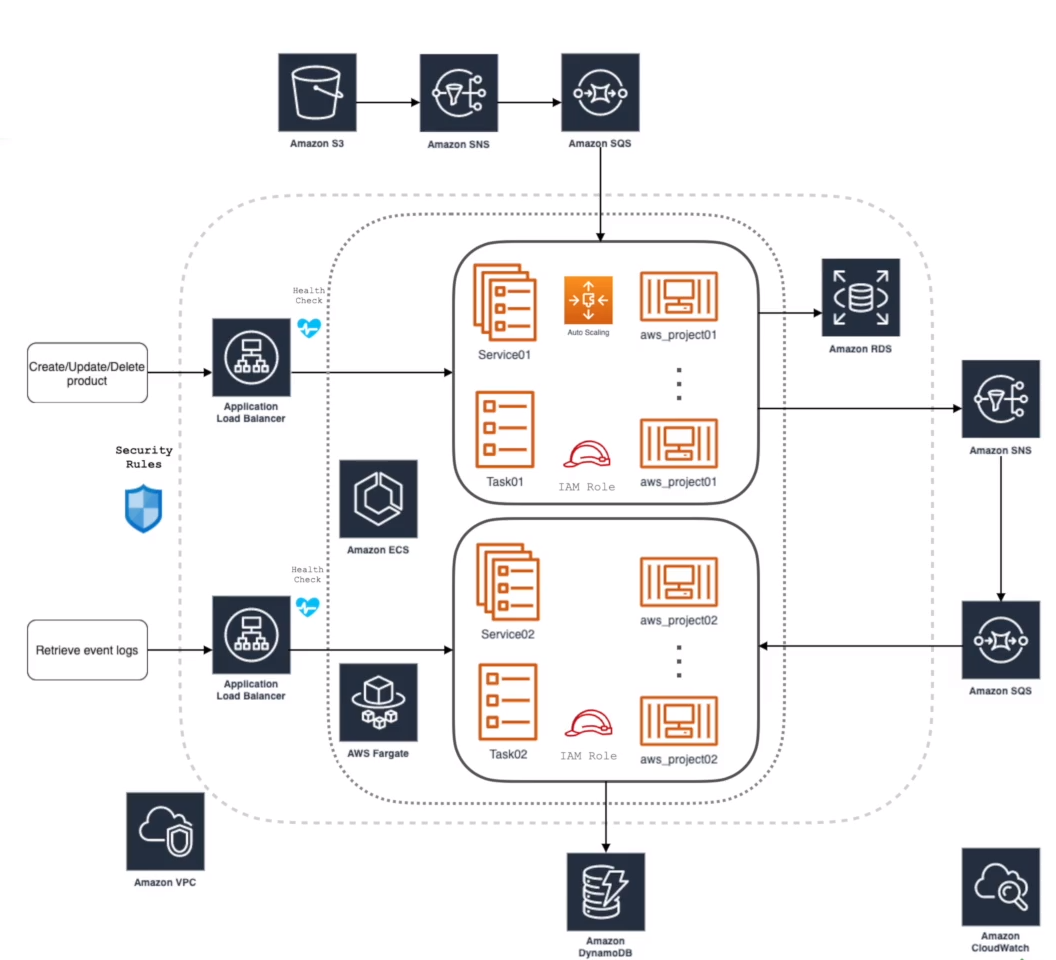 Amazon S3
Amazon SNS
Amazon SQS
Health
Check
Service01
Auto Scaling
aws_project01
Amazon RDS
Create/Update/Delete
product
Application
Load Balancer
Amazon SNS
Security
Rules
Task01
IAM Role
aws_project01
Amazon ECS
Health
Check
Service02
aws_project02
Retrieve event logs
Application
Load Balancer
Amazon SQS
AWS Fargate
Task02
IAM Role
aws_project02
Amazon VPC
Amazon
DynamoDB
Amazon
CloudWatch